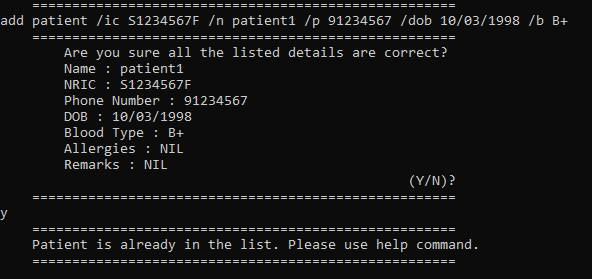 =====================================================
add patient /ic S1234567F /n patient1 /p 91234567 /dob 10/03/1998 /b B+
=====================================================
Are you sure all the listed details are correct?
Name : patient1
NRIC : S1234567F
Phone Number : 91234567
DOB : 10/03/1998
Blood Type : B+
Allergies : NIL
Remarks : NIL
(Y/N)?
=====================================================
y
=====================================================
Patient is already in the list. Please use help command.
=====================================================